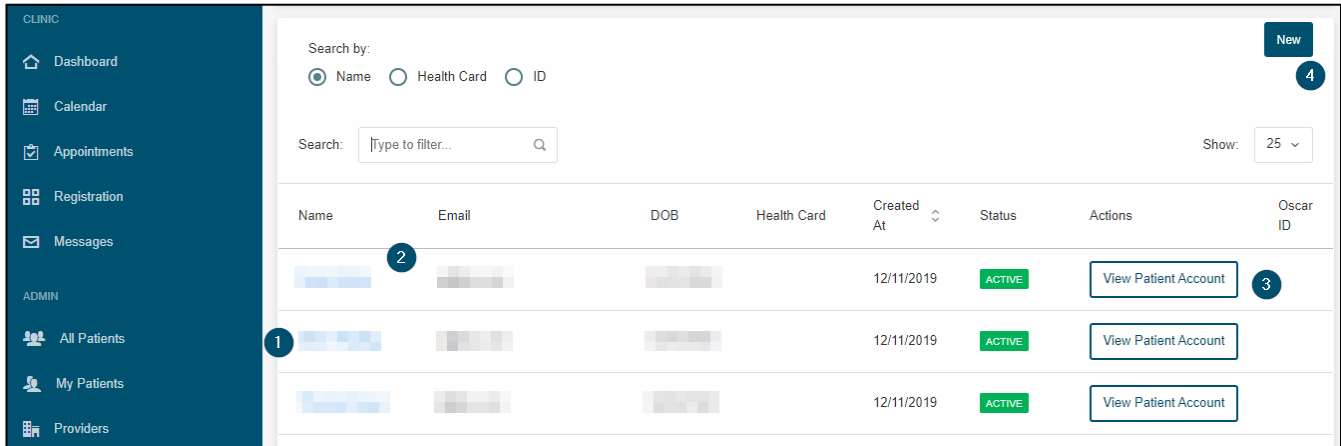 CLINIC
Dashboard
Calendar
Appointments
Registration
Messages
ADMIN
All Patients
My Patients
Providers
Search by:
Name Health Card ID
New
4
Search: Type to filter... Show: 25
Name Email DOB Health Card Created At Status Actions Oscar ID
2
12/11/2019 ACTIVE View Patient Account
3
1
12/11/2019 ACTIVE View Patient Account
12/11/2019 ACTIVE View Patient Account